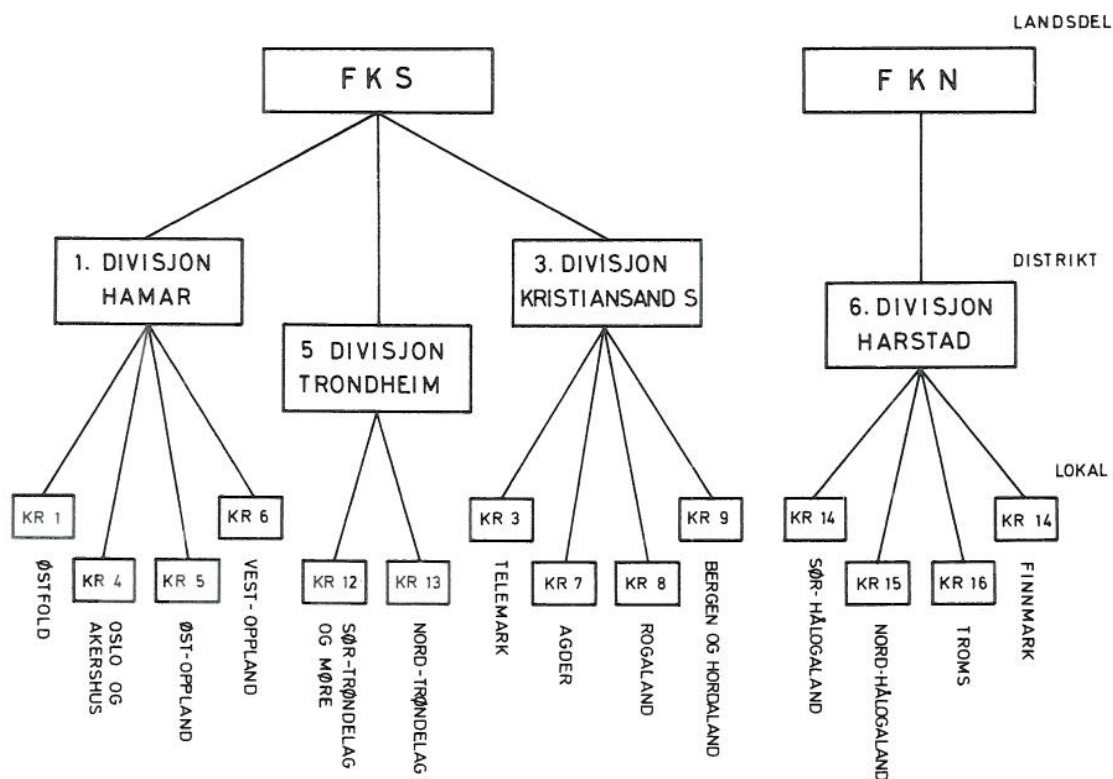 LANDSDEL
FKS
FKN
DISTRIKT
1. DIVISJON
HAMAR
5 DIVISJON
TRONDHEIM
3. DIVISJON
KRISTIANSAND S
6. DIVISJON
HARSTAD
LOKAL
KR 1
KR 4
KR 5
KR 6
KR 12
KR 13
KR 3
KR 7
KR 8
KR 9
KR 14
KR 15
KR 16
KR 14
ØSTFOLD
OSLO OG
AKERSHUS
ØST-OPPLAND
VEST-OPPLAND
SØR-TRØNDELAG
OG MØRE
NORD-TRØNDELAG
TELEMARK
AGDER
ROGALAND
BERGEN OG HORDALAND
SØR-HÅLOGALAND
NORD-HÅLOGALAND
TROMS
FINNMARK